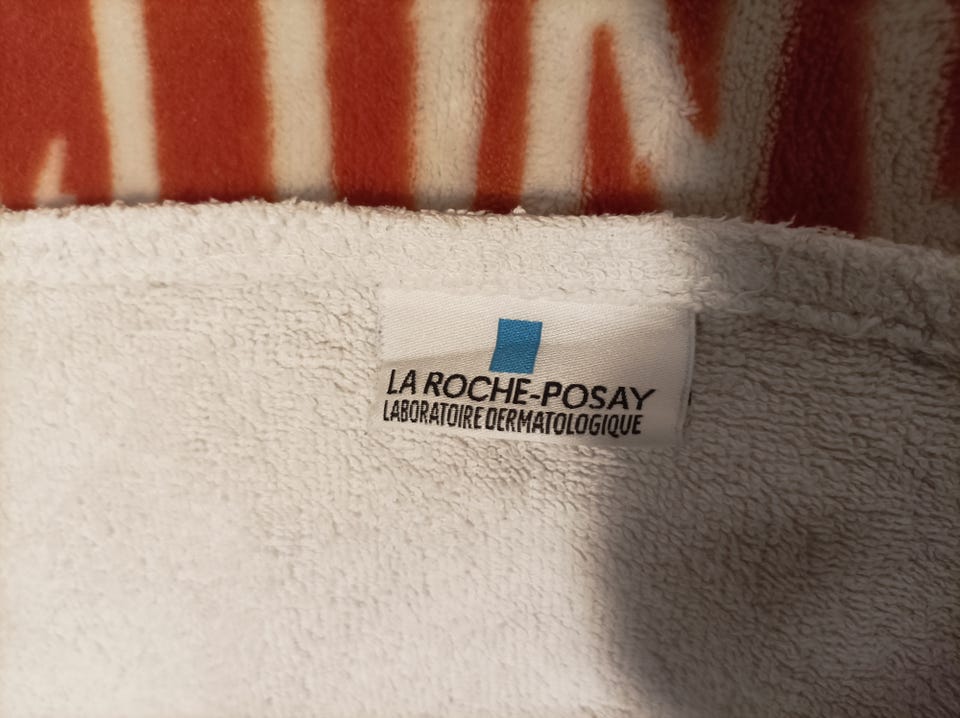 LA ROCHE-POSAY
LABORATOIRE DERMATOLOGIQUE